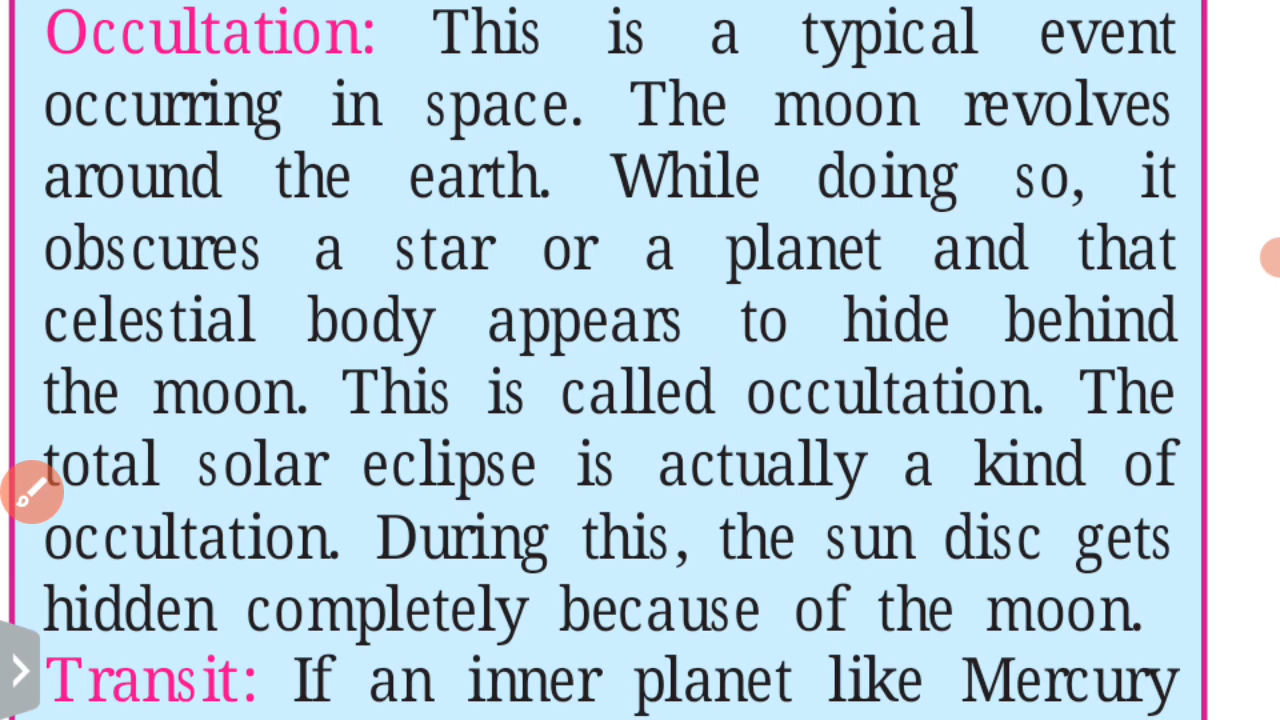 Occultation: This is a typical event
occurring in space. The moon revolves
around the earth. While doing so, it
obscures a star or a planet and that
celestial body appears to hide behind
the moon. This is called occultation. The
total solar eclipse is actually a kind of
occultation. During this, the sun disc gets
hidden completely because of the moon.
Transit: If an inner planet like Mercury